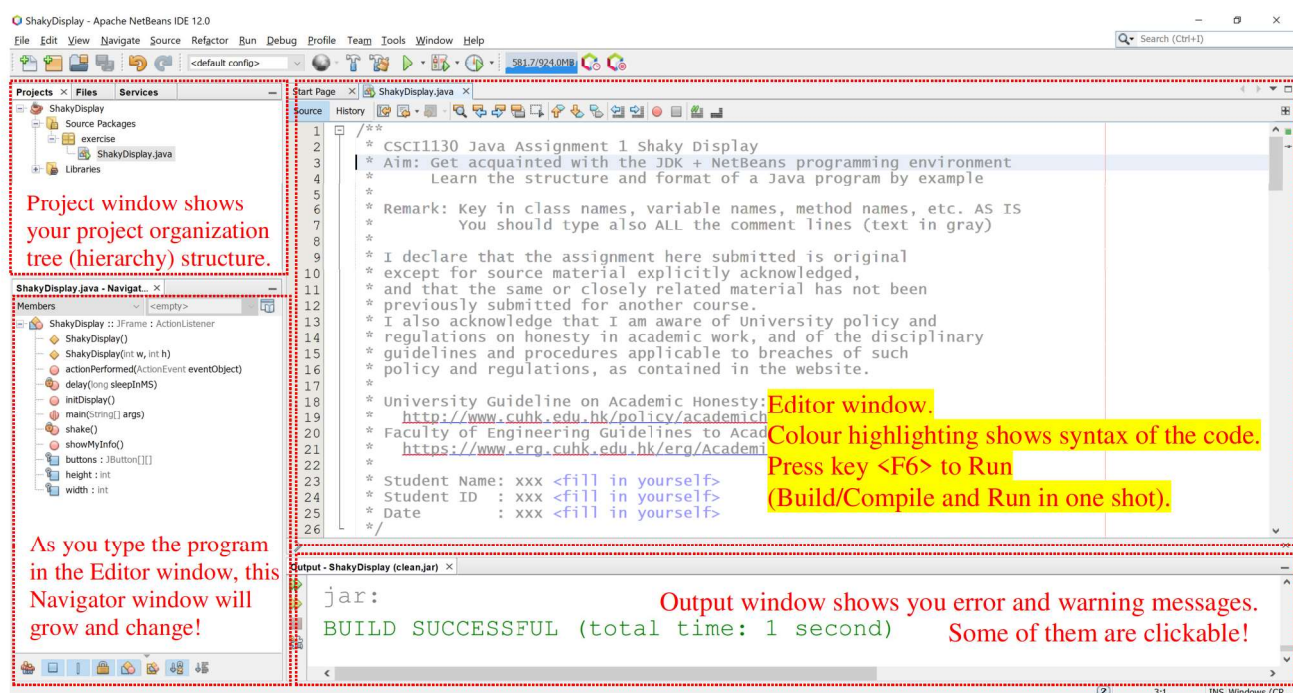 ShakyDisplay - Apache NetBeans IDE 12.0
File Edit View Navigate Source Refactor Run Debug Profile Team Tools Window Help
Search (Ctrl+I)
<default config>
581.7/924.0MB
Projects Files Services
ShakyDisplay
Source Packages
exercise
ShakyDisplay.java
Libraries
Project window shows
your project organization
tree (hierarchy) structure.
ShakyDisplay.java - Navigat...
Members <empty>
ShakyDisplay :: JFrame : ActionListener
ShakyDisplay()
ShakyDisplay(int w, int h)
actionPerformed(ActionEvent eventObject)
delay(long sleepInMS)
initDisplay()
main(String[] args)
shake()
showMyInfo()
buttons : JButton[][]
height : int
width : int
As you type the program
in the Editor window, this
Navigator window will
grow and change!
Start Page ShakyDisplay.java
Source History
1 /**
2 * CSCI1130 Java Assignment 1 Shaky Display
3 * Aim: Get acquainted with the JDK + NetBeans programming environment
4 * Learn the structure and format of a Java program by example
5 *
6 * Remark: Key in class names, variable names, method names, etc. AS IS
7 * You should type also ALL the comment lines (text in gray)
8 *
9 * I declare that the assignment here submitted is original
10 * except for source material explicitly acknowledged,
11 * and that the same or closely related material has not been
12 * previously submitted for another course.
13 * I also acknowledge that I am aware of University policy and
14 * regulations on honesty in academic work, and of the disciplinary
15 * guidelines and procedures applicable to breaches of such
16 * policy and regulations, as contained in the website.
17 *
18 * University Guideline on Academic Honesty:
19 * http://www.cuhk.edu.hk/policy/academich
20 * Faculty of Engineering Guidelines to Acad
21 * https://www.erg.cuhk.edu.hk/erg/Academi
22 *
23 * Student Name: xxx <fill in yourself>
24 * Student ID : xxx <fill in yourself>
25 * Date : xxx <fill in yourself>
26 */
Editor window.
Colour highlighting shows syntax of the code.
Press key <F6> to Run
(Build/Compile and Run in one shot).
Output - ShakyDisplay (clean,jar)
jar:
BUILD SUCCESSFUL (total time: 1 second)
Output window shows you error and warning messages.
Some of them are clickable!
2 3:1 INS Windows (CR